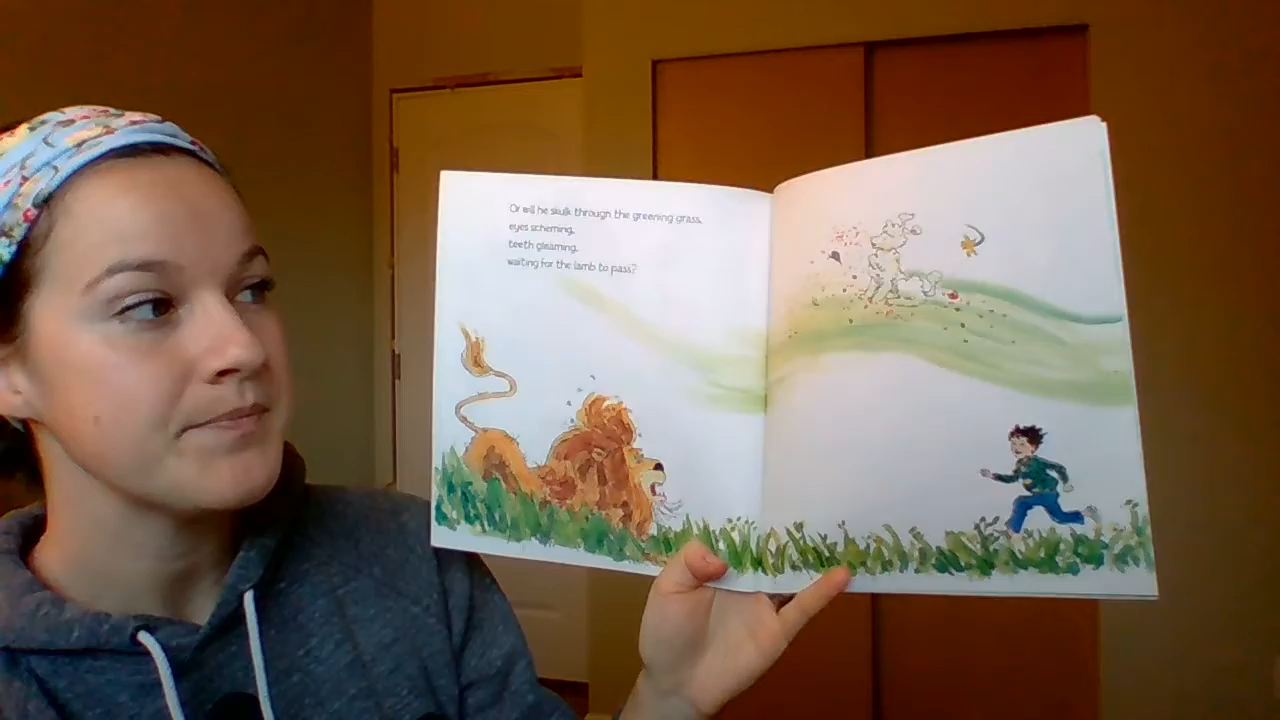 Or will he skulk through the greening grass,
eyes scheming,
teeth gleaming,
waiting for the lamb to pass?